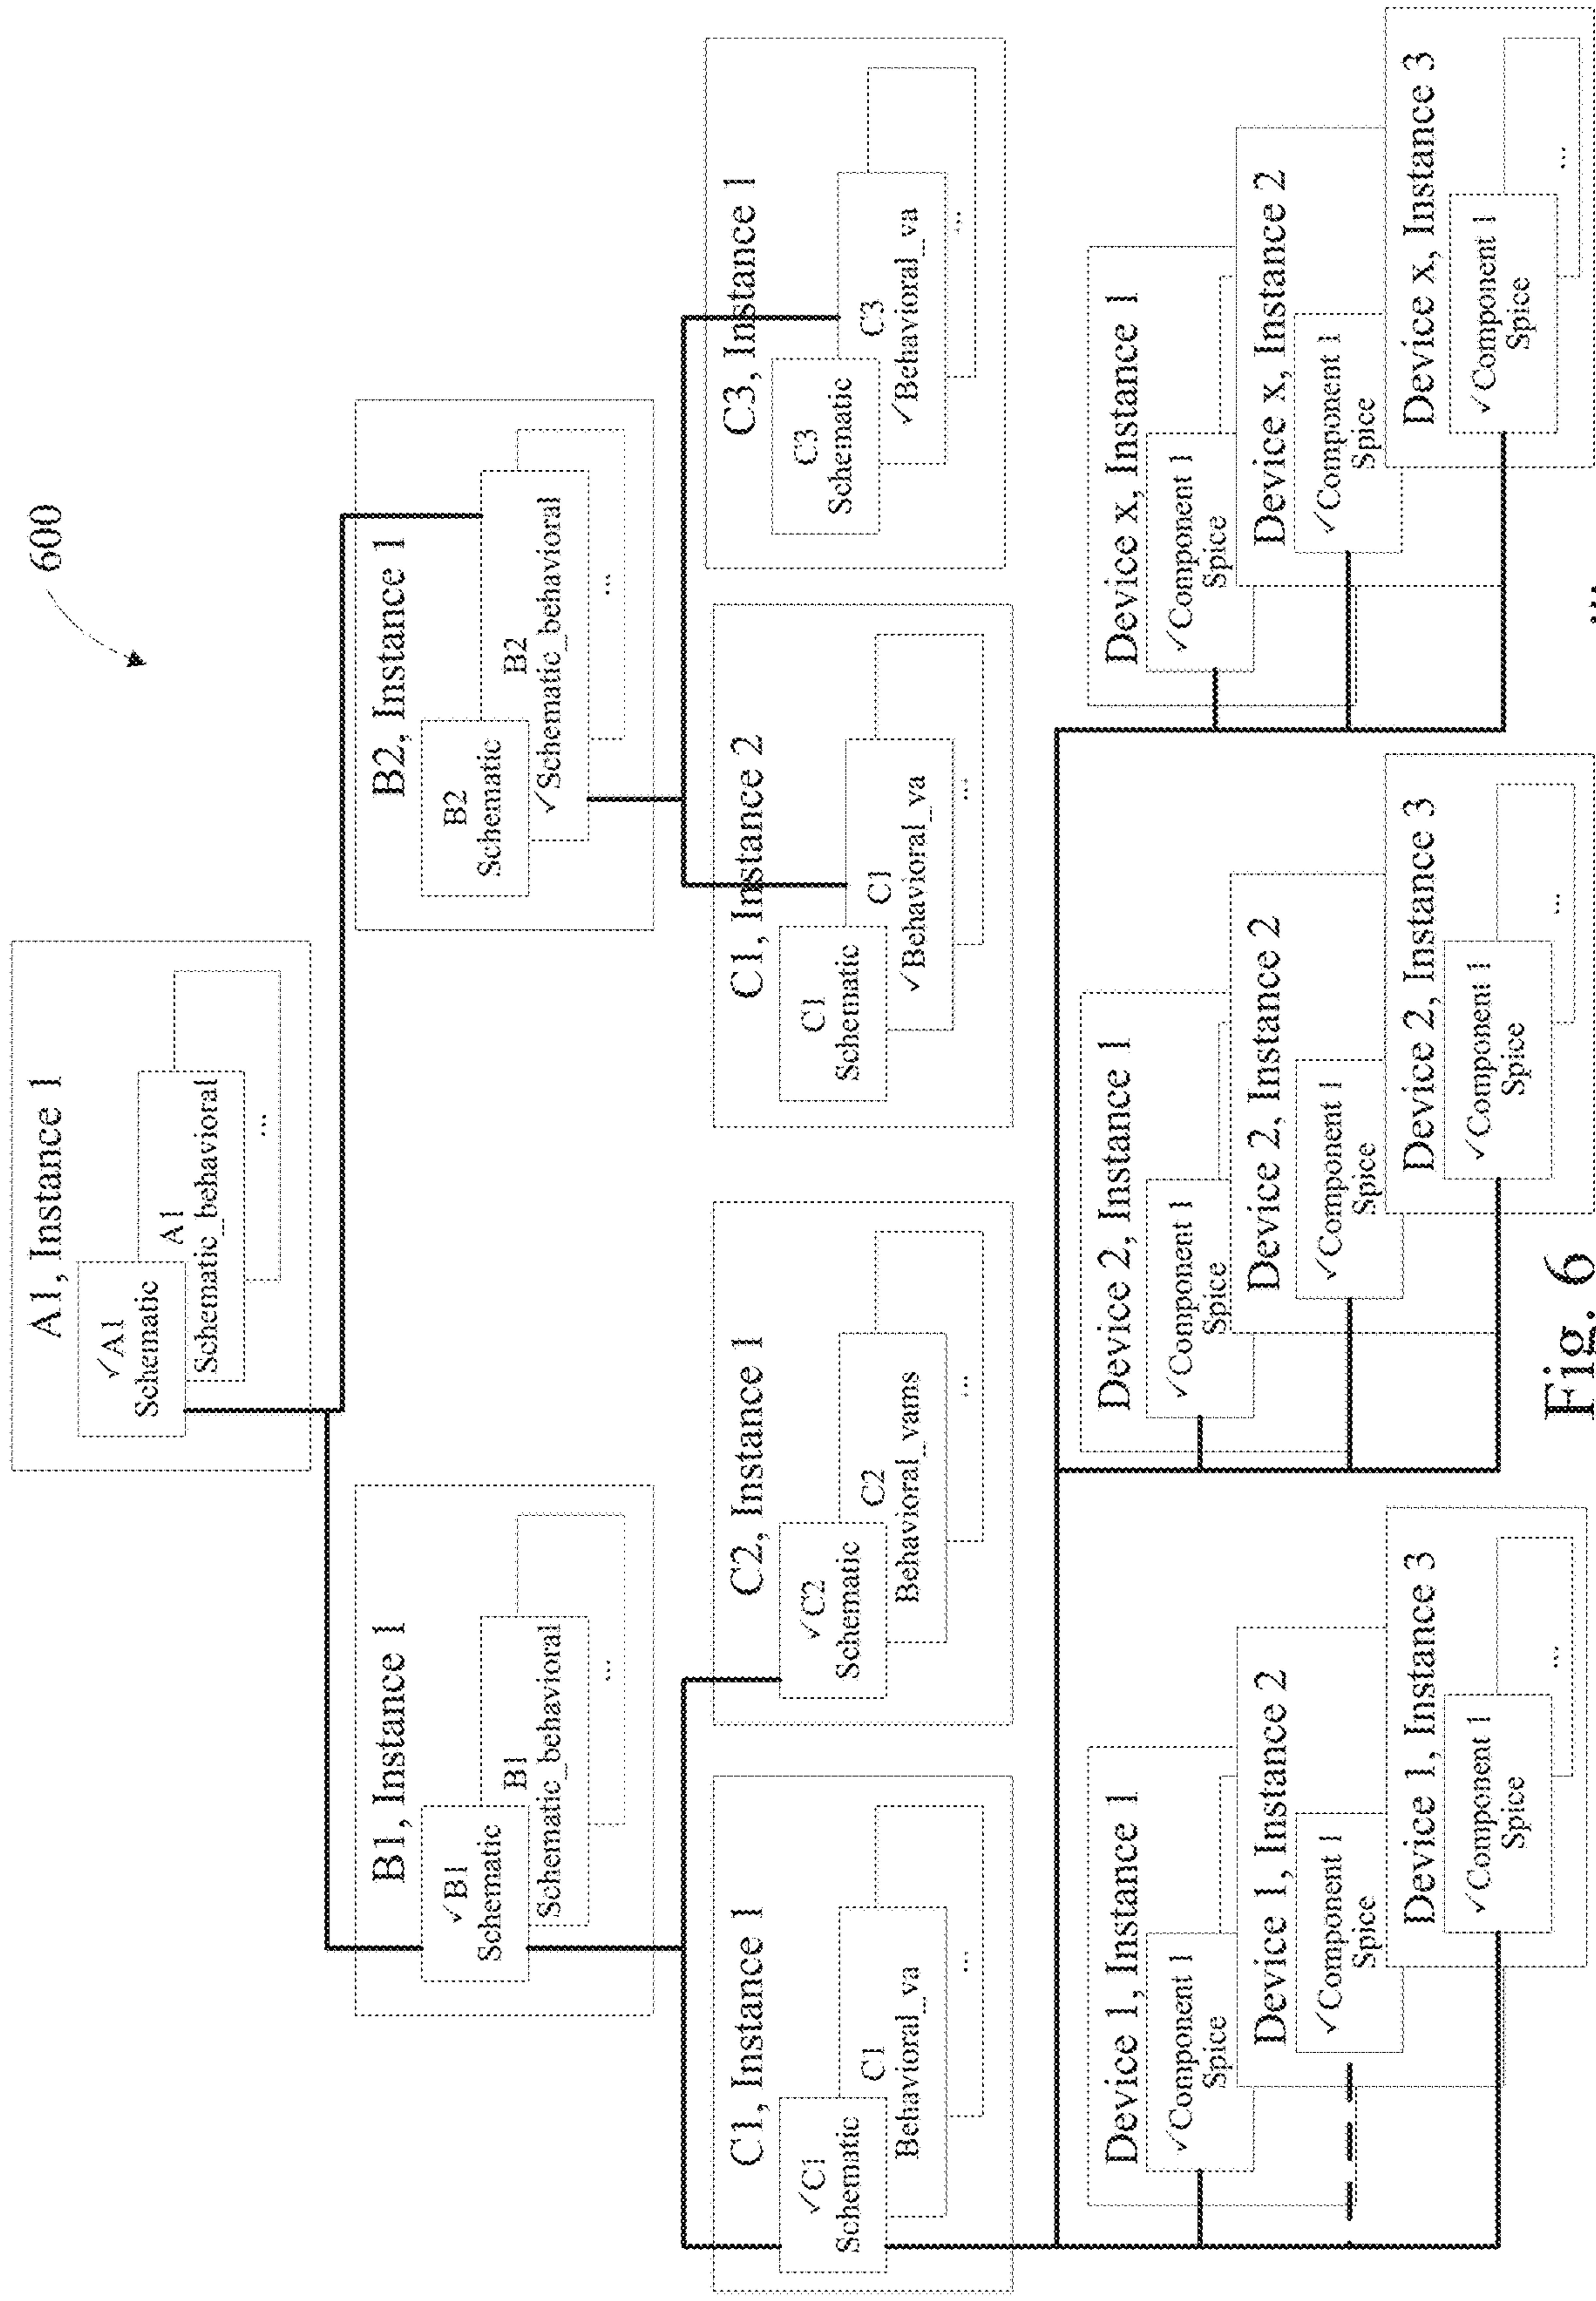 600
A1, Instance 1
✓A1
Schematic
A1
Schematic_behavioral
...
B1, Instance 1
✓B1
Schematic
B1
Schematic_behavioral
...
B2, Instance 1
B2
Schematic
B2
✓Schematic_behavioral
...
C1, Instance 1
✓C1
Schematic
C1
Behavioral_va
...
C2, Instance 1
✓C2
Schematic
C2
Behavioral_vams
...
C1, Instance 2
C1
Schematic
C1
✓Behavioral_va
...
C3, Instance 1
C3
Schematic
C3
✓Behavioral_va
...
Device 1, Instance 1
✓Component 1
Spice
Device 1, Instance 2
✓Component 1
Spice
Device 1, Instance 3
✓Component 1
Spice
...
Device 2, Instance 1
✓Component 1
Spice
Device 2, Instance 2
✓Component 1
Spice
Device 2, Instance 3
✓Component 1
Spice
...
Device x, Instance 1
✓Component 1
Spice
Device x, Instance 2
✓Component 1
Spice
Device x, Instance 3
✓Component 1
Spice
...
...
Fig. 6